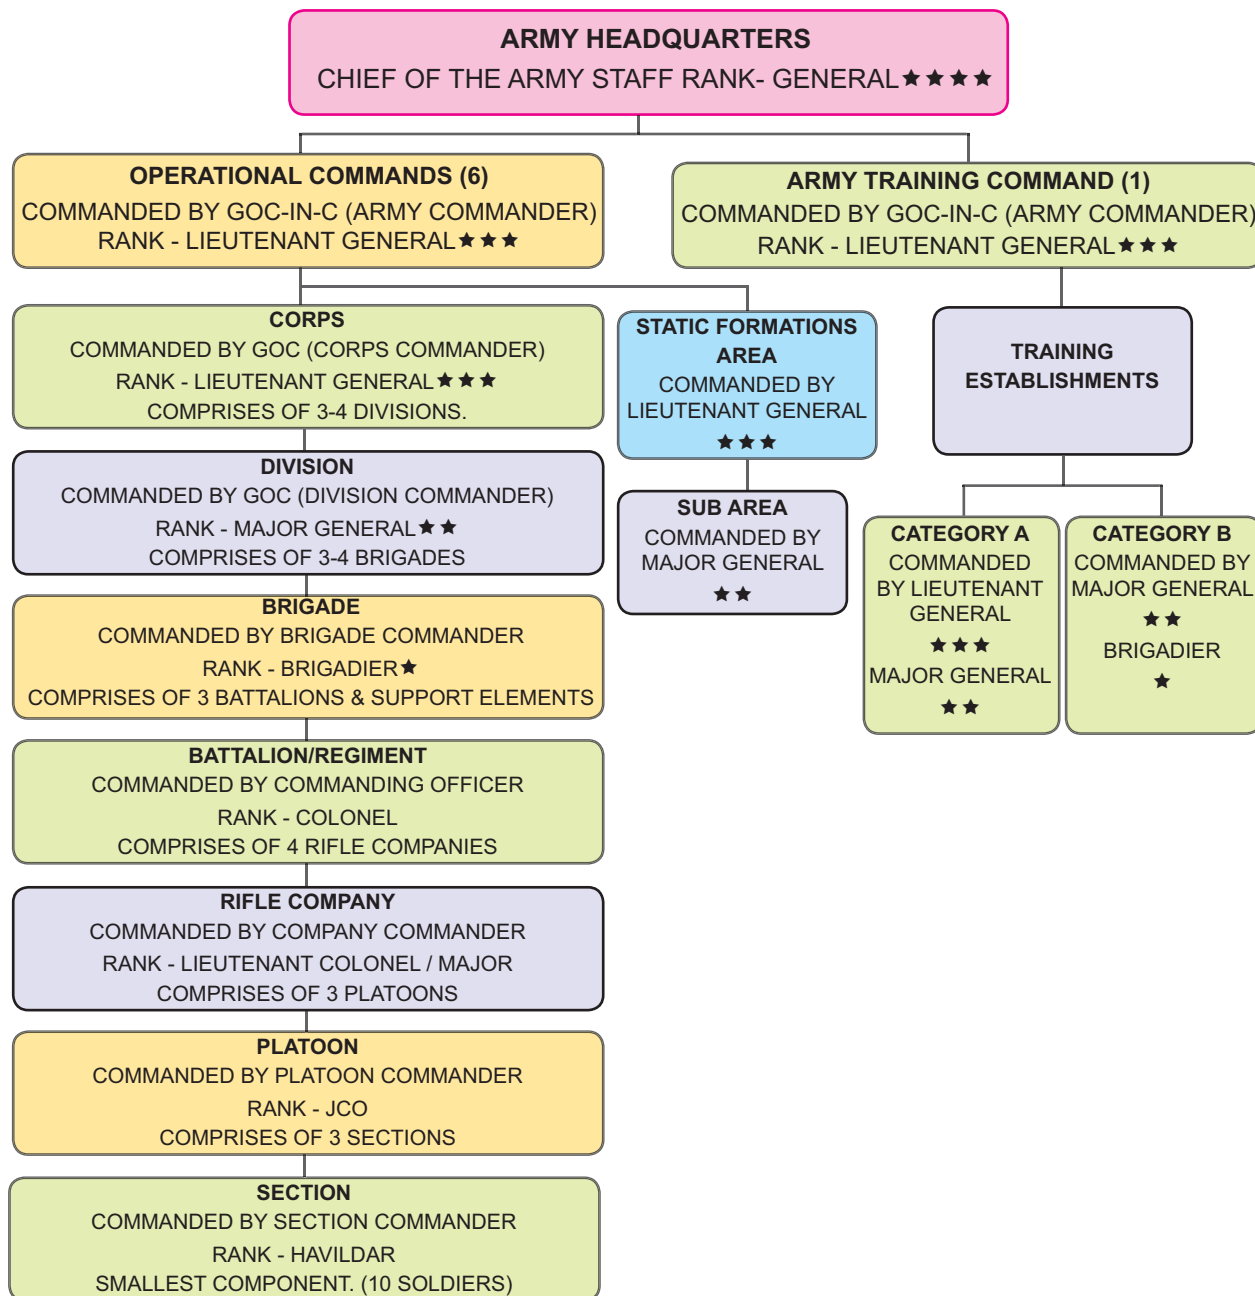 ARMY HEADQUARTERS
CHIEF OF THE ARMY STAFF RANK- GENERAL★★★★
OPERATIONAL COMMANDS (6)
COMMANDED BY GOC-IN-C (ARMY COMMANDER)
RANK - LIEUTENANT GENERAL★★★
ARMY TRAINING COMMAND (1)
COMMANDED BY GOC-IN-C (ARMY COMMANDER)
RANK - LIEUTENANT GENERAL★★★
CORPS
COMMANDED BY GOC (CORPS COMMANDER)
RANK - LIEUTENANT GENERAL★★★
COMPRISES OF 3-4 DIVISIONS.
STATIC FORMATIONS
AREA
COMMANDED BY
LIEUTENANT GENERAL
★★★
TRAINING
ESTABLISHMENTS
DIVISION
COMMANDED BY GOC (DIVISION COMMANDER)
RANK - MAJOR GENERAL★★
COMPRISES OF 3-4 BRIGADES
SUB AREA
COMMANDED BY
MAJOR GENERAL
★★
CATEGORY A
COMMANDED
BY LIEUTENANT
GENERAL
★★★
MAJOR GENERAL
★★
CATEGORY B
COMMANDED BY
MAJOR GENERAL
★★
BRIGADIER
★
BRIGADE
COMMANDED BY BRIGADE COMMANDER
RANK - BRIGADIER★
COMPRISES OF 3 BATTALIONS & SUPPORT ELEMENTS
BATTALION/REGIMENT
COMMANDED BY COMMANDING OFFICER
RANK - COLONEL
COMPRISES OF 4 RIFLE COMPANIES
RIFLE COMPANY
COMMANDED BY COMPANY COMMANDER
RANK - LIEUTENANT COLONEL / MAJOR
COMPRISES OF 3 PLATOONS
PLATOON
COMMANDED BY PLATOON COMMANDER
RANK - JCO
COMPRISES OF 3 SECTIONS
SECTION
COMMANDED BY SECTION COMMANDER
RANK - HAVILDAR
SMALLEST COMPONENT. (10 SOLDIERS)